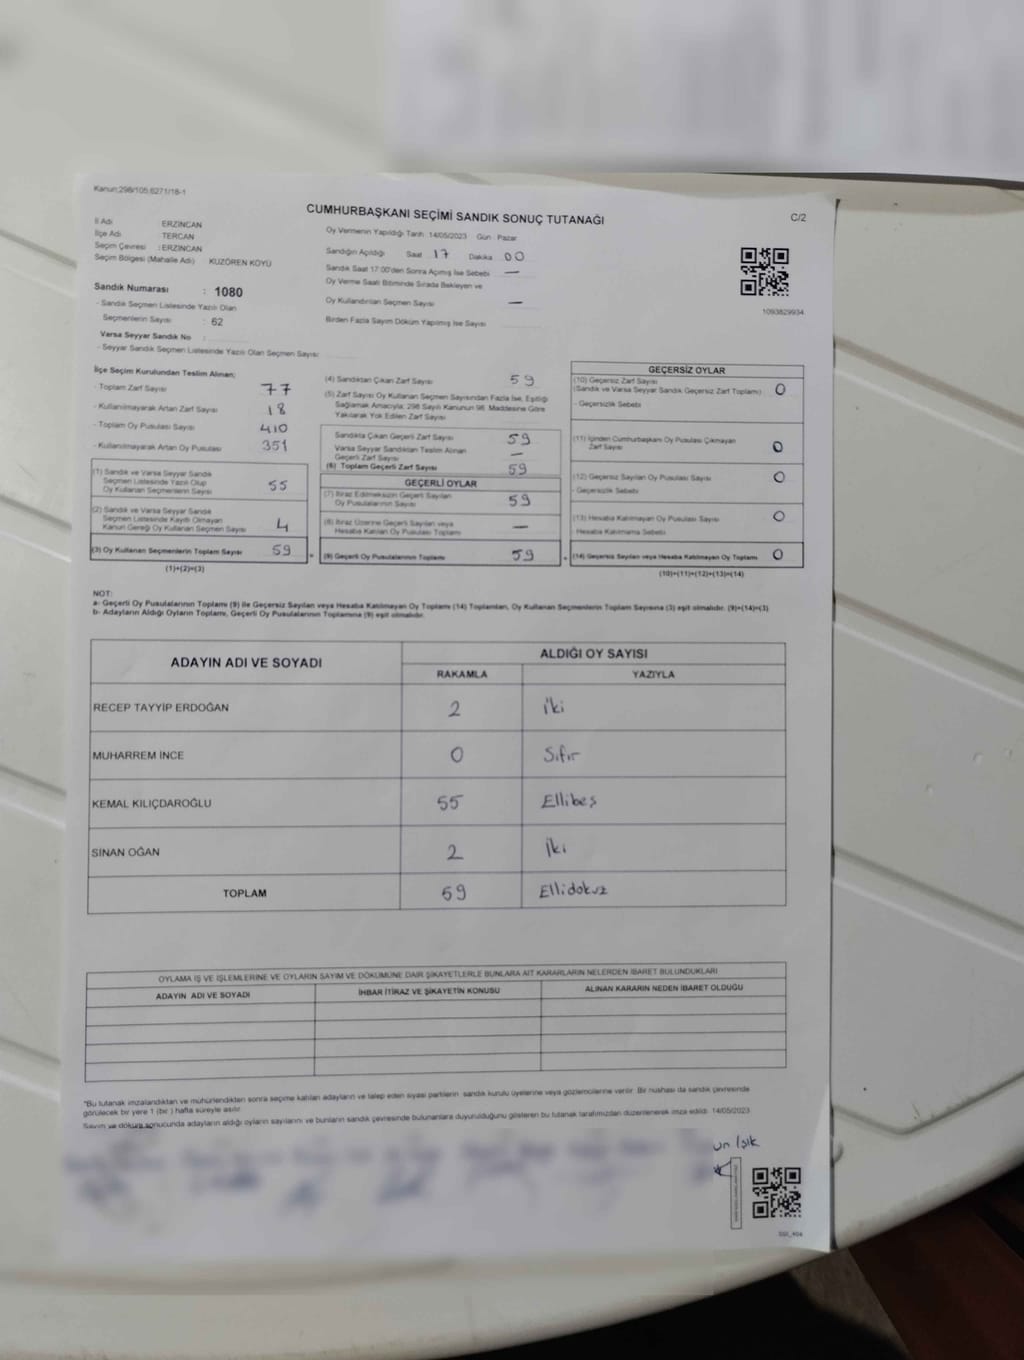 Kanun;298/105,6271/18-1
CUMHURBAŞKANI SEÇİMİ SANDIK SONUÇ TUTANAĞI
C/2
İl Adı ERZİNCAN
İlçe Adı TERCAN
Seçim Çevresi : ERZİNCAN
Seçim Bölgesi (Mahalle Adı) KUZÖREN KÖYÜ
Oy Vermenin Yapıldığı Tarih :14/05/2023 Gün : Pazar
Sandığın Açıldığı Saat 17 Dakika 00
Sandık Saat 17:00'den Sonra Açımış İse Sebebi —
Oy Verme Saati Bitiminde Sırada Bekleyen ve
Oy Kullandırılan Seçmen Sayısı —
Birden Fazla Sayım Döküm Yapılmış İse Sayısı
1093829934
Sandık Numarası : 1080
- Sandık Seçmen Listesinde Yazılı Olan
Seçmenlerin Sayısı : 62
Varsa Seyyar Sandık No :
- Seyyar Sandık Seçmen Listesinde Yazılı Olan Seçmen Sayısı
İlçe Seçim Kurulundan Teslim Alınan;
- Toplam Zarf Sayısı 77
- Kullanılmayarak Artan Zarf Sayısı 18
- Toplam Oy Pusulası Sayısı 410
- Kullanılmayarak Artan Oy Pusulası 351
(1) Sandık ve Varsa Seyyar Sandık
Seçmen Listesinde Yazılı Olup
Oy Kullanan Seçmenlerin Sayısı 55
(2) Sandık ve Varsa Seyyar Sandık
Seçmen Listesinde Kayıtlı Olmayan
Kanun Gereği Oy Kullanan Seçmen Sayısı 4
(3) Oy Kullanan Seçmenlerin Toplam Sayısı 59
(1)+(2)=(3)
(4) Sandıktan Çıkan Zarf Sayısı 59
(5) Zarf Sayısı Oy Kullanan Seçmen Sayısından Fazla İse, Eşitliği
Sağlamak Amacıyla; 298 Sayılı Kanunun 98. Maddesine Göre
Yakılarak Yok Edilen Zarf Sayısı
Sandıkta Çıkan Geçerli Zarf Sayısı 59
Varsa Seyyar Sandıktan Teslim Alınan
Geçerli Zarf Sayısı —
(6) Toplam Geçerli Zarf Sayısı 59
GEÇERLİ OYLAR
(7) İtiraz Edilmeksizin Geçerli Sayılan
Oy Pusulalarının Sayısı 59
(8) İtiraz Üzerine Geçerli Sayılan veya
Hesaba Katılan Oy Pusulası Toplamı —
(9) Geçerli Oy Pusulalarının Toplamı 59
GEÇERSİZ OYLAR
(10) Geçersiz Zarf Sayısı
(Sandık ve Varsa Seyyar Sandık Geçersiz Zarf Toplamı) 0
- Geçersizlik Sebebi
(11) İçinden Cumhurbaşkanı Oy Pusulası Çıkmayan
Zarf Sayısı 0
(12) Geçersiz Sayılan Oy Pusulası Sayısı 0
- Geçersizlik Sebebi
(13) Hesaba Katılmayan Oy Pusulası Sayısı 0
- Hesaba Katılmama Sebebi
(14) Geçersiz Sayılan veya Hesaba Katılmayan Oy Toplamı 0
(10)+(11)+(12)+(13)=(14)
NOT:
a- Geçerli Oy Pusulalarının Toplamı (9) ile Geçersiz Sayılan veya Hesaba Katılmayan Oy Toplamı (14) Toplamları, Oy Kullanan Seçmenlerin Toplam Sayısına (3) eşit olmalıdır. (9)+(14)=(3)
b- Adayların Aldığı Oyların Toplamı, Geçerli Oy Pusulalarının Toplamına (9) eşit olmalıdır.
ADAYIN ADI VE SOYADI
ALDIĞI OY SAYISI
RAKAMLA YAZIYLA
RECEP TAYYİP ERDOĞAN 2 iki
MUHARREM İNCE 0 Sıfır
KEMAL KILIÇDAROĞLU 55 Ellibeş
SİNAN OĞAN 2 İki
TOPLAM 59 Ellidokuz
OYLAMA İŞ VE İŞLEMLERİNE VE OYLARIN SAYIM VE DÖKÜMÜNE DAİR ŞİKAYETLERLE BUNLARA AİT KARARLARIN NELERDEN İBARET BULUNDUKLARI
ADAYIN ADI VE SOYADI İHBAR İTİRAZ VE ŞİKAYETİN KONUSU ALINAN KARARIN NEDEN İBARET OLDUĞU
*Bu tutanak imzalandıktan ve mühürlendikten sonra seçime katılan adayların ve talep eden siyasi partilerin sandık kurulu üyelerine veya gözlemcilerine verilir. Bir nüshası da sandık çevresinde
görülecek bir yere 1 (bir) hafta süreyle asılır.
Sayım ve döküm sonucunda adayların aldığı oyların sayılarını ve bunların sandık çevresinde bulunanlara duyurulduğunu gösteren bu tutanak tarafımızdan düzenlenerek imza edildi. 14/05/2023
un Işık